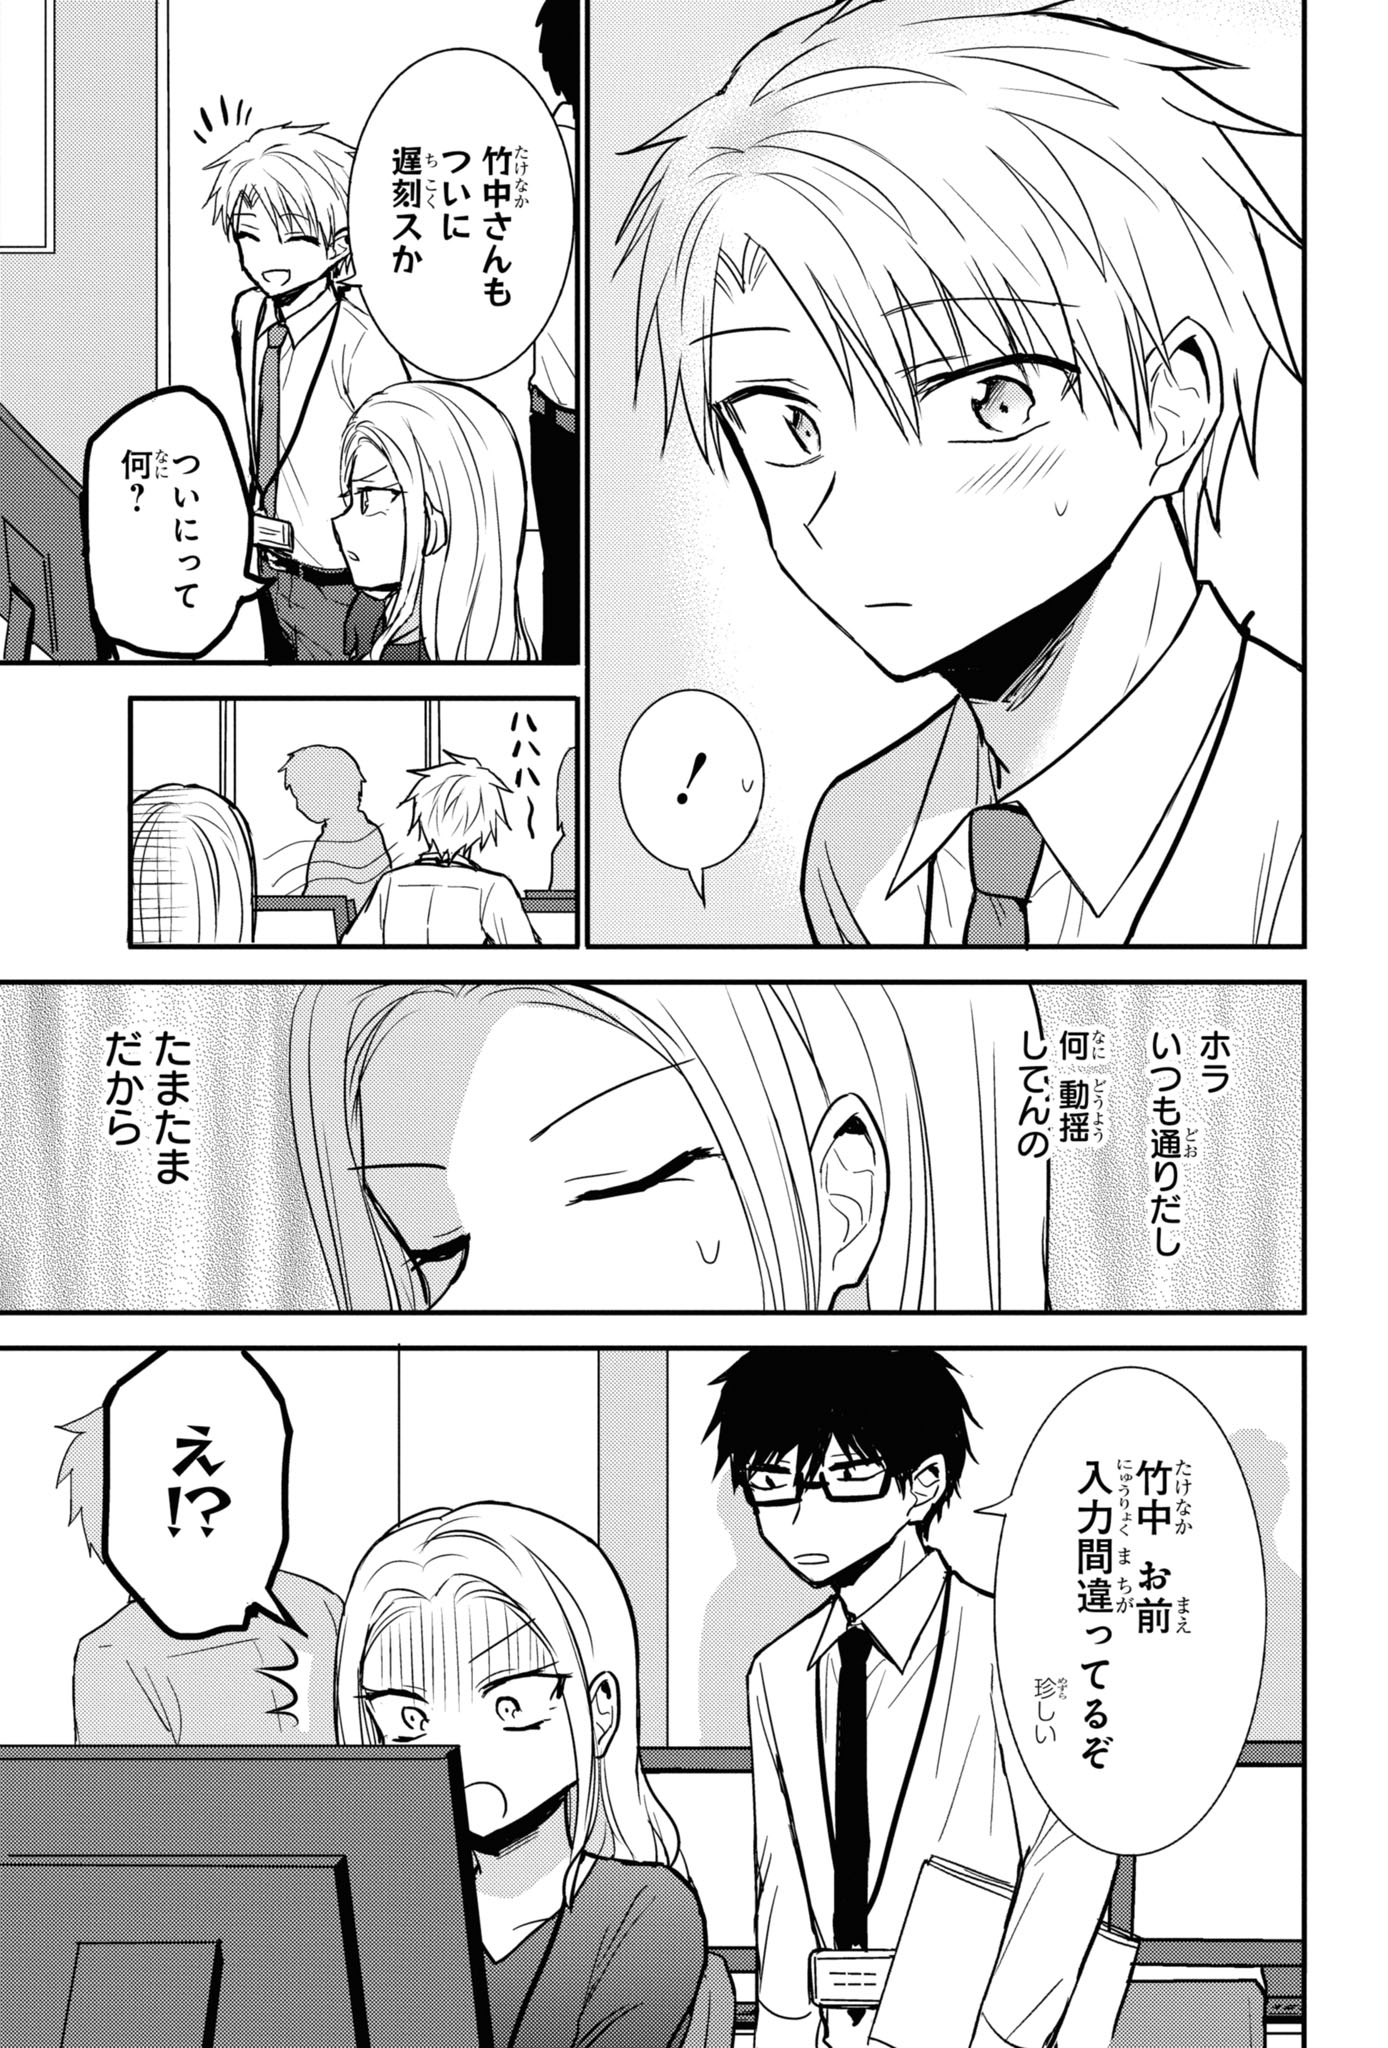 ！
竹中さんも
ついに
遅刻スか
ついにって
何？
ハハハ〜
ホラ
いつも通りだし
何 動揺
してんの
たまたま
だから
竹中 お前
入力間違ってるぞ
珍しい
え！？